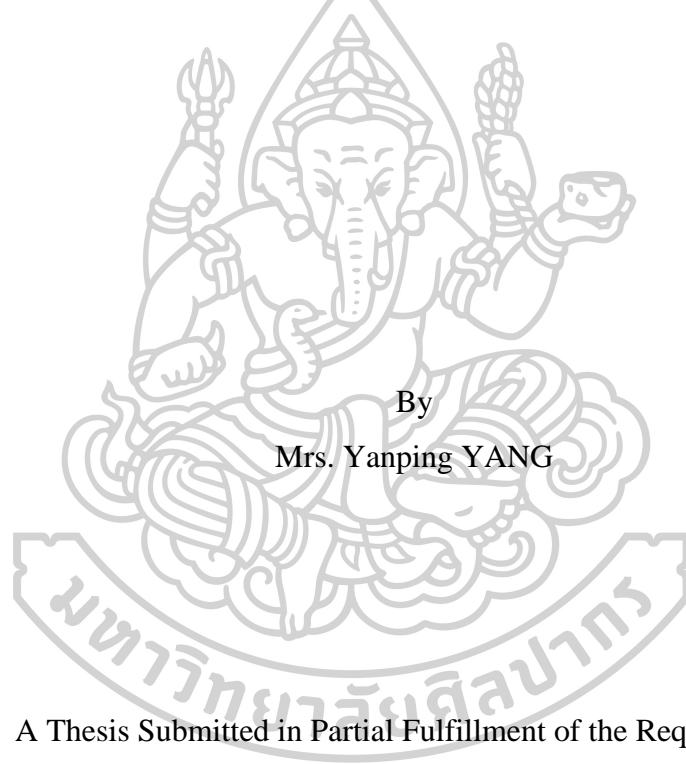 By
Mrs. Yanping YANG
มหาวิทยาลัยศิลปากร
A Thesis Submitted in Partial Fulfillment of the Req